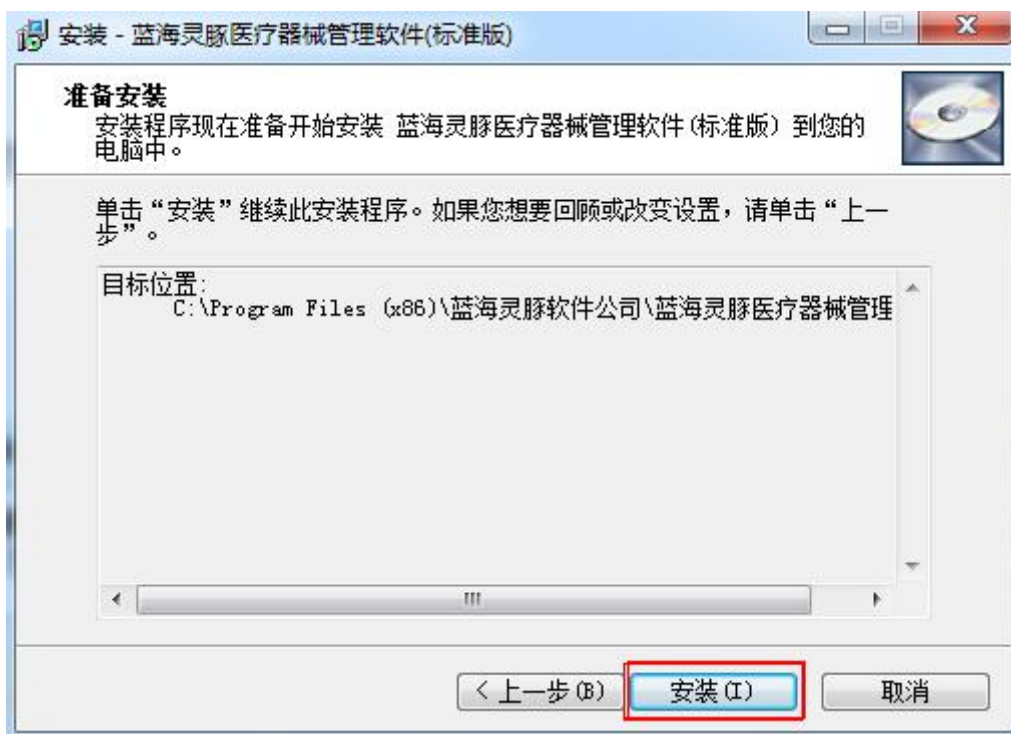 安装 - 蓝海灵豚医疗器械管理软件(标准版)
准备安装
安装程序现在准备开始安装 蓝海灵豚医疗器械管理软件(标准版) 到您的
电脑中。
单击“安装”继续此安装程序。如果您想要回顾或改变设置,请单击“上一
步”。
目标位置:
C:\Program Files (x86)\蓝海灵豚软件公司\蓝海灵豚医疗器械管理
< 上一步(B) 安装(I) 取消